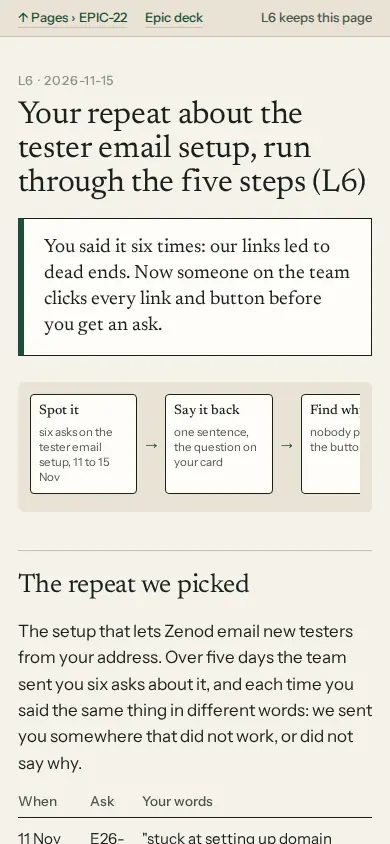 ↑ Pages › EPIC-22 Epic deck L6 keeps this page
L6 · 2026-11-15
Your repeat about the
tester email setup, run
through the five steps (L6)
You said it six times: our links led to
dead ends. Now someone on the team
clicks every link and button before
you get an ask.
Spot it
six asks on the
tester email
setup, 11 to 15
Nov
→
Say it back
one sentence,
the question on
your card
→
Find
nobody
the
The repeat we picked
The setup that lets Zenod email new testers
from your address. Over five days the team
sent you six asks about it, and each time you
said the same thing in different words: we sent
you somewhere that did not work, or did not
say why.
When Ask Your words
11 Nov E26- "stuck at setting up domain